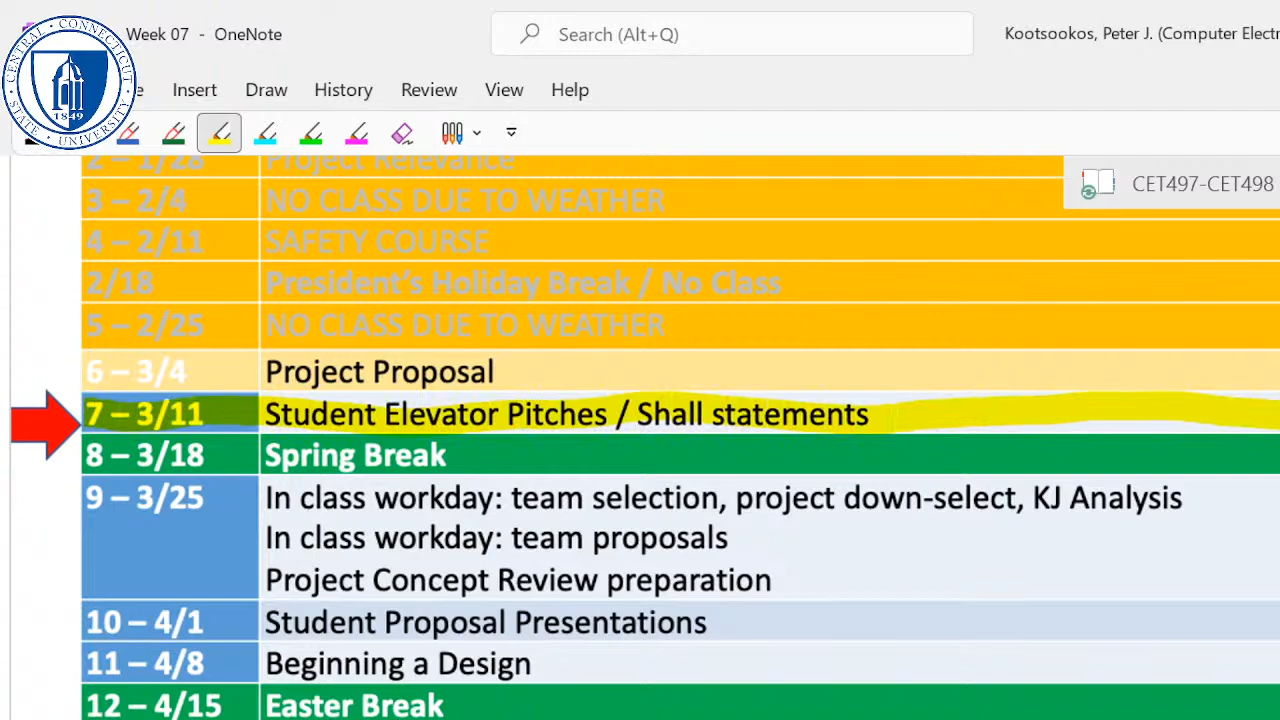 Week 07 - OneNote
Search (Alt+Q)
Kootsookos, Peter J. (Computer Electr
CENTRAL CONNECTICUT STATE UNIVERSITY
1849
Insert Draw History Review View Help
CET497-CET498
2 – 1/28 Project Relevance
3 – 2/4 NO CLASS DUE TO WEATHER
4 – 2/11 SAFETY COURSE
2/18 President’s Holiday Break / No Class
5 – 2/25 NO CLASS DUE TO WEATHER
6 – 3/4 Project Proposal
7 – 3/11 Student Elevator Pitches / Shall statements
8 – 3/18 Spring Break
9 – 3/25 In class workday: team selection, project down-select, KJ Analysis
In class workday: team proposals
Project Concept Review preparation
10 – 4/1 Student Proposal Presentations
11 – 4/8 Beginning a Design
12 – 4/15 Easter Break